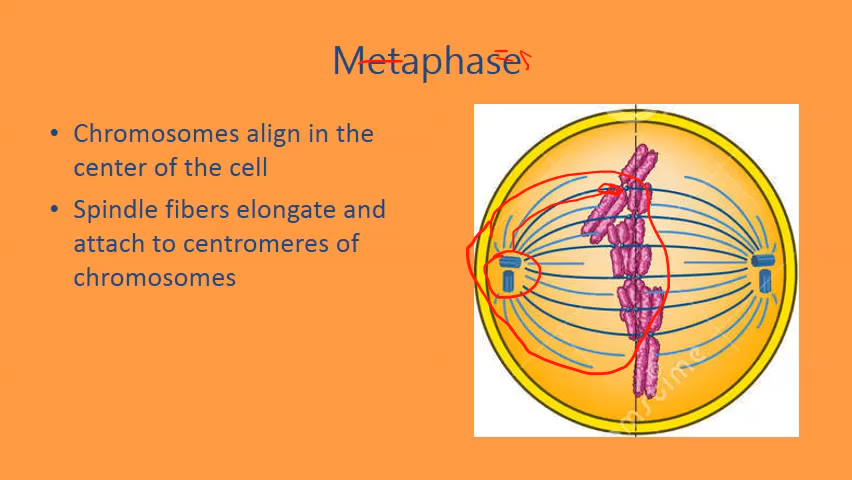 Metaphase
• Chromosomes align in the
center of the cell
• Spindle fibers elongate and
attach to centromeres of
chromosomes